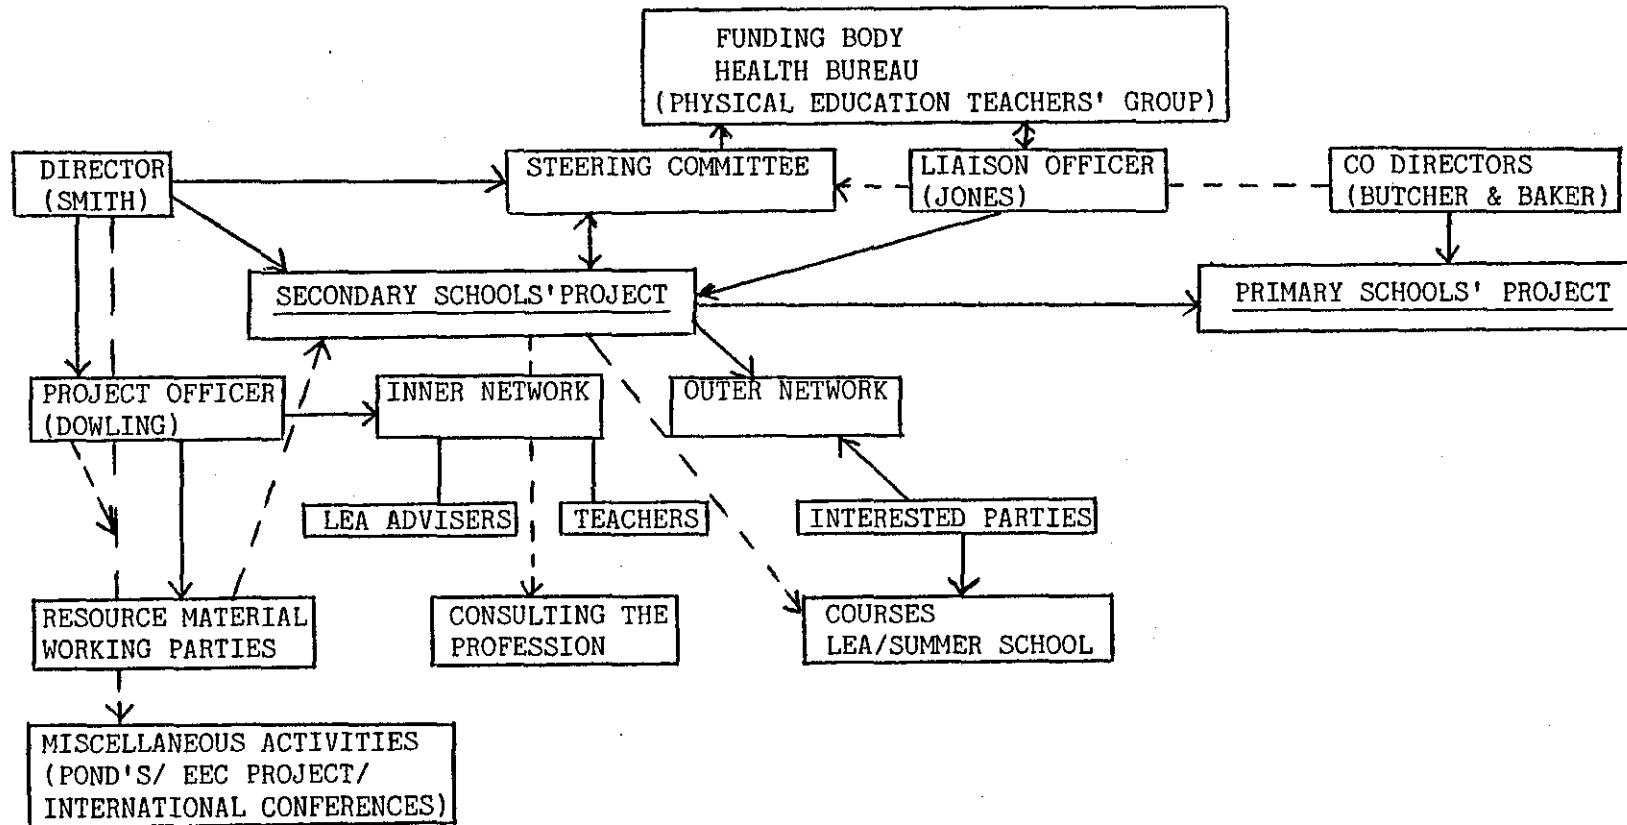 FUNDING BODY
HEALTH BUREAU
(PHYSICAL EDUCATION TEACHERS' GROUP)
DIRECTOR
(SMITH)
STEERING COMMITTEE
LIAISON OFFICER
(JONES)
CO DIRECTORS
(BUTCHER & BAKER)
SECONDARY SCHOOLS'PROJECT
PRIMARY SCHOOLS' PROJECT
PROJECT OFFICER
(DOWLING)
INNER NETWORK
OUTER NETWORK
LEA ADVISERS
TEACHERS
INTERESTED PARTIES
RESOURCE MATERIAL
WORKING PARTIES
CONSULTING THE
PROFESSION
COURSES
LEA/SUMMER SCHOOL
MISCELLANEOUS ACTIVITIES
(POND'S/ EEC PROJECT/
INTERNATIONAL CONFERENCES)